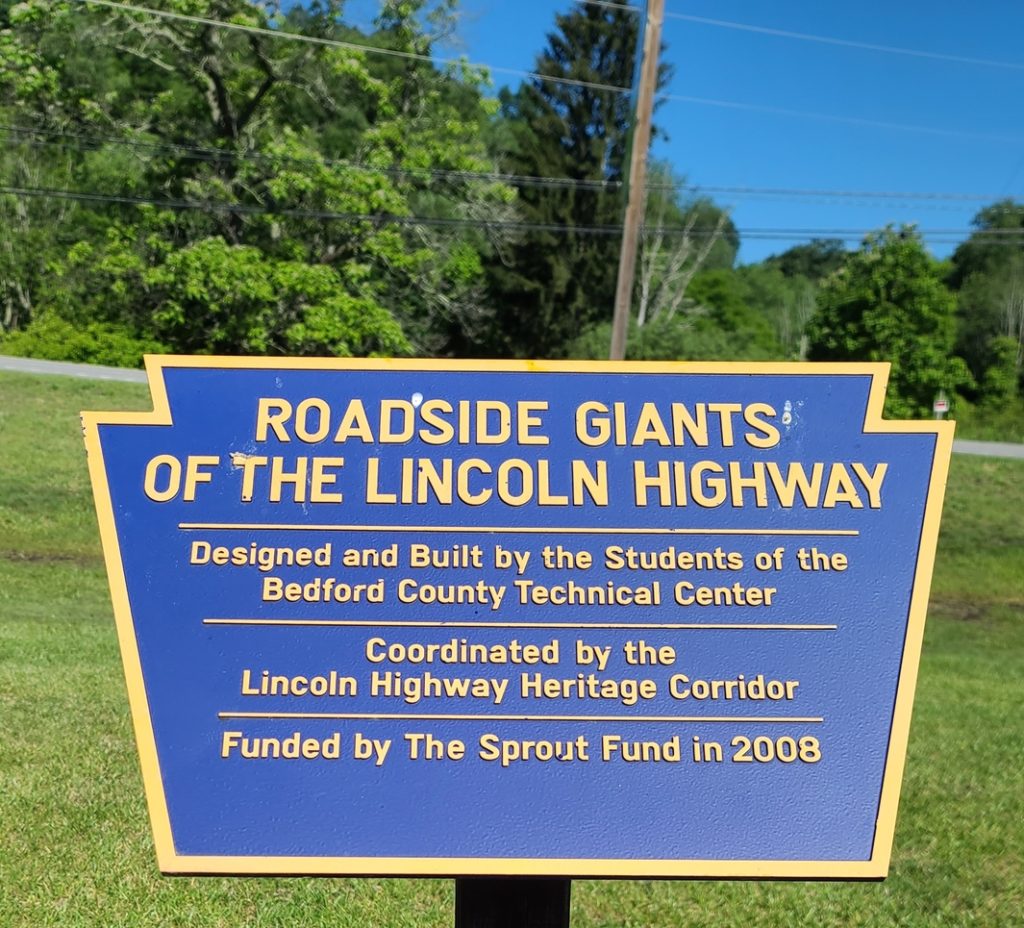 ROADSIDE GIANTS
OF THE LINCOLN HIGHWAY
Designed and Built by the Students of the
Bedford County Technical Center
Coordinated by the
Lincoln Highway Heritage Corridor
Funded by The Sprout Fund in 2008